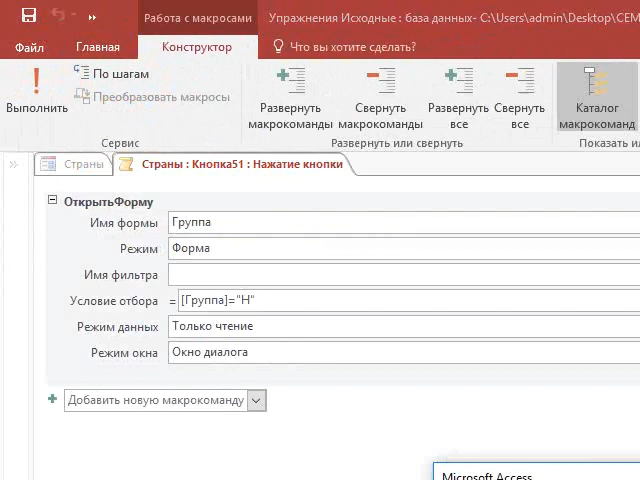 Работа с макросами
Упражнения Исходные : база данных- C:\Users\admin\Desktop\CEM
Файл
Главная
Конструктор
Что вы хотите сделать?
Выполнить
По шагам
Преобразовать макросы
Развернуть макрокоманды
Свернуть макрокоманды
Развернуть все
Свернуть все
Каталог макрокоманд
Сервис
Развернуть или свернуть
Показать ил
Страны
Страны : Кнопка51 : Нажатие кнопки
ОткрытьФорму
Имя формы Группа
Режим Форма
Имя фильтра
Условие отбора = [Группа]="Н"
Режим данных Только чтение
Режим окна Окно диалога
Добавить новую макрокоманду
Microsoft Access